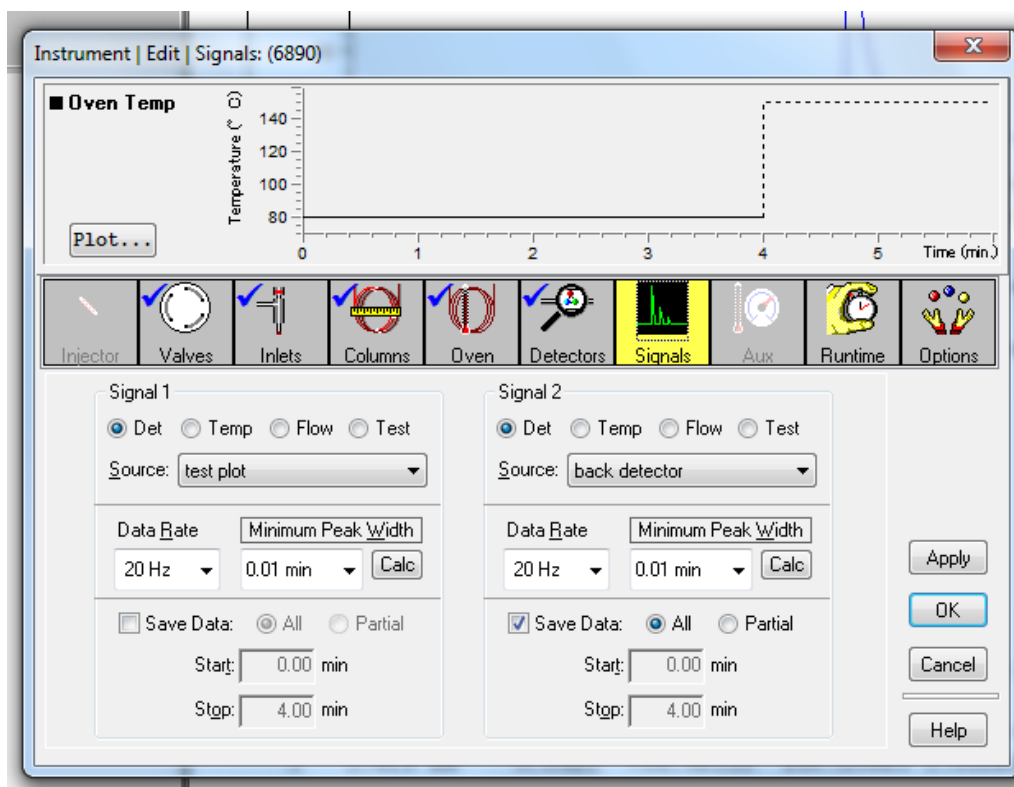 Instrument | Edit | Signals: (6890)
Oven Temp
Temperature (° C)
140
120
100
80
Plot...
0 1 2 3 4 5 Time (min.)
Injector Valves Inlets Columns Oven Detectors Signals Aux Runtime Options
Signal 1
Det Temp Flow Test
Source: test plot
Data Rate Minimum Peak Width
20 Hz 0.01 min Calc
Save Data: All Partial
Start: 0.00 min
Stop: 4.00 min
Signal 2
Det Temp Flow Test
Source: back detector
Data Rate Minimum Peak Width
20 Hz 0.01 min Calc
Save Data: All Partial
Start: 0.00 min
Stop: 4.00 min
Apply
OK
Cancel
Help